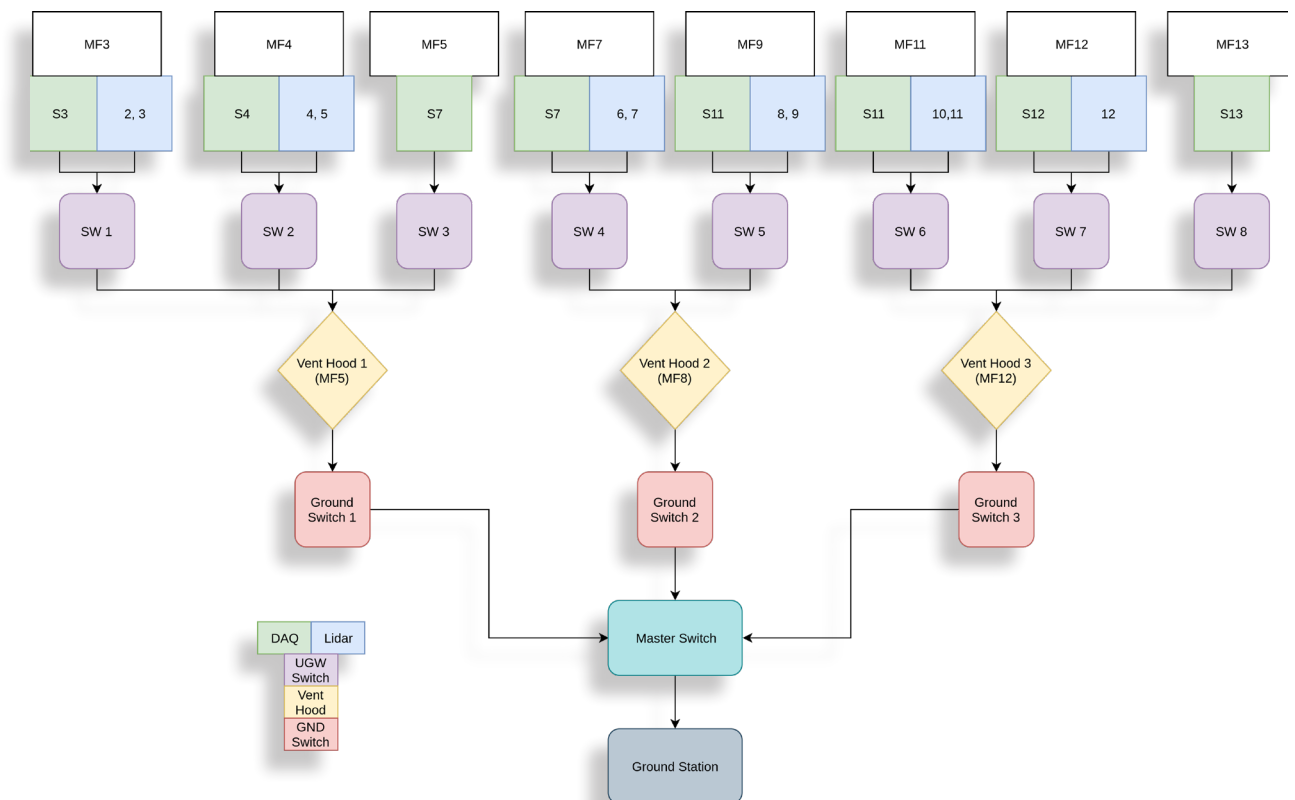 MF3
MF4
MF5
MF7
MF9
MF11
MF12
MF13
S3
2, 3
S4
4, 5
S7
S7
6, 7
S11
8, 9
S11
10,11
S12
12
S13
SW 1
SW 2
SW 3
SW 4
SW 5
SW 6
SW 7
SW 8
Vent Hood 1
(MF5)
Vent Hood 2
(MF8)
Vent Hood 3
(MF12)
Ground
Switch 1
Ground
Switch 2
Ground
Switch 3
Master Switch
DAQ
Lidar
UGW
Switch
Vent
Hood
GND
Switch
Ground Station